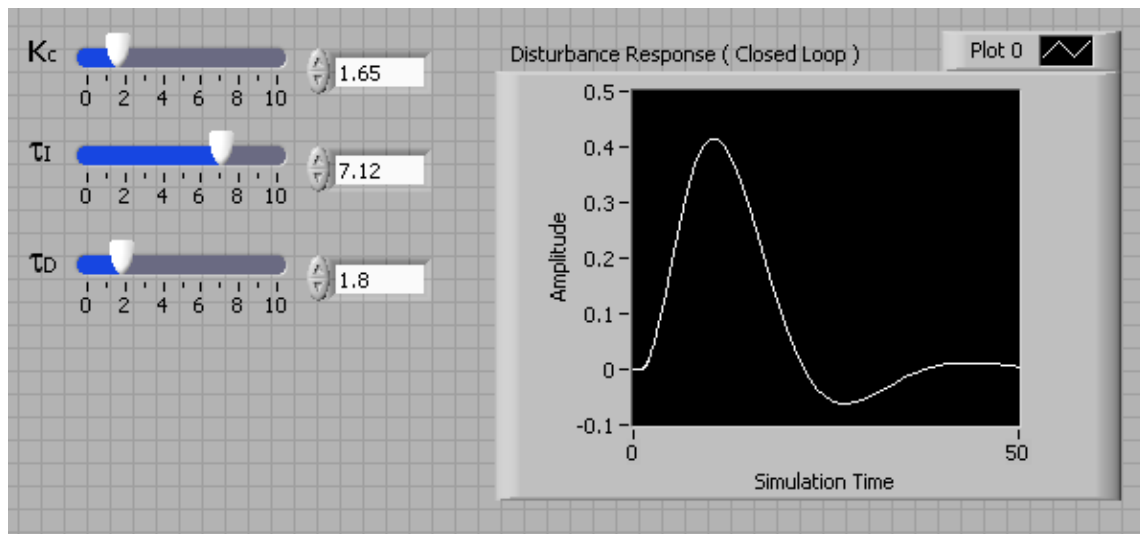 Kc
0 2 4 6 8 10
1.65
τI
0 2 4 6 8 10
7.12
τD
0 2 4 6 8 10
1.8
Disturbance Response ( Closed Loop )
Plot 0
Amplitude
0.5
0.4
0.3
0.2
0.1
0
-0.1
0 50
Simulation Time